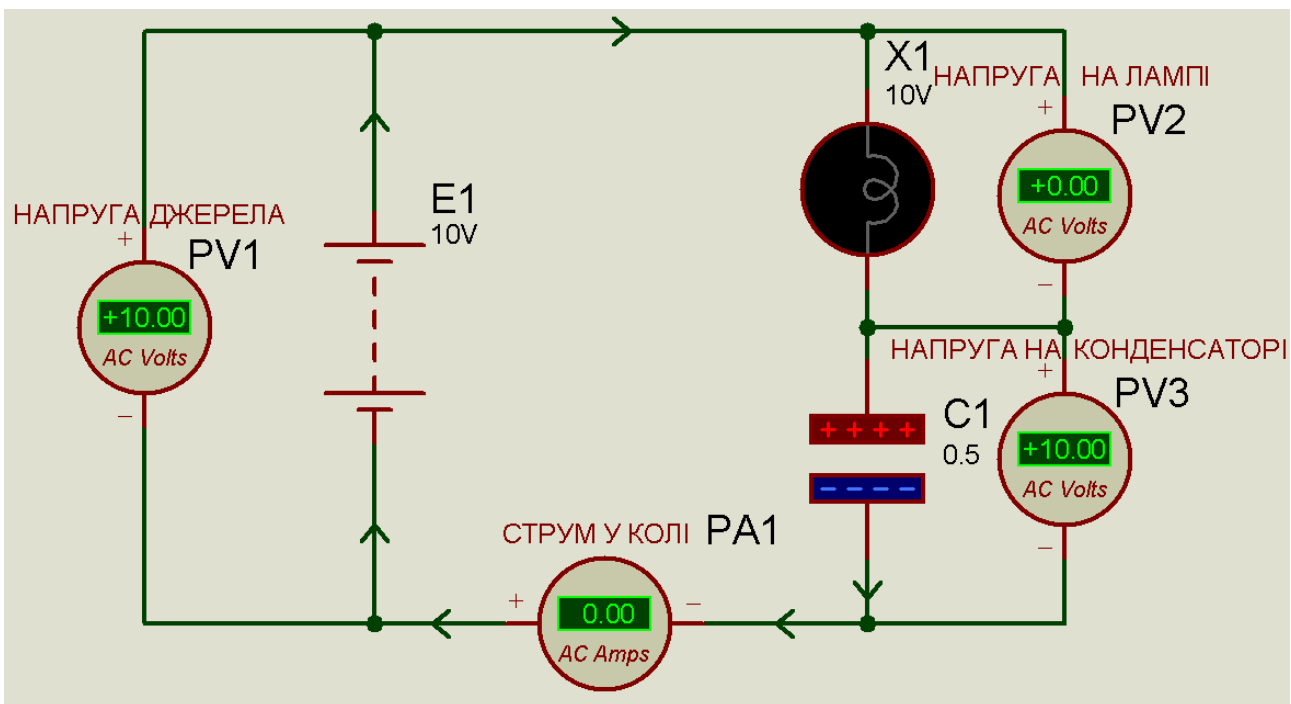 X1
10V
НАПРУГА НА ЛАМПІ
+
PV2
+0.00
AC Volts
−
НАПРУГА ДЖЕРЕЛА
+
PV1
+10.00
AC Volts
−
E1
10V
НАПРУГА НА КОНДЕНСАТОРІ
+
PV3
+10.00
AC Volts
−
C1
0.5
+ + + +
− − − −
СТРУМ У КОЛІ
PA1
+
−
0.00
AC Amps